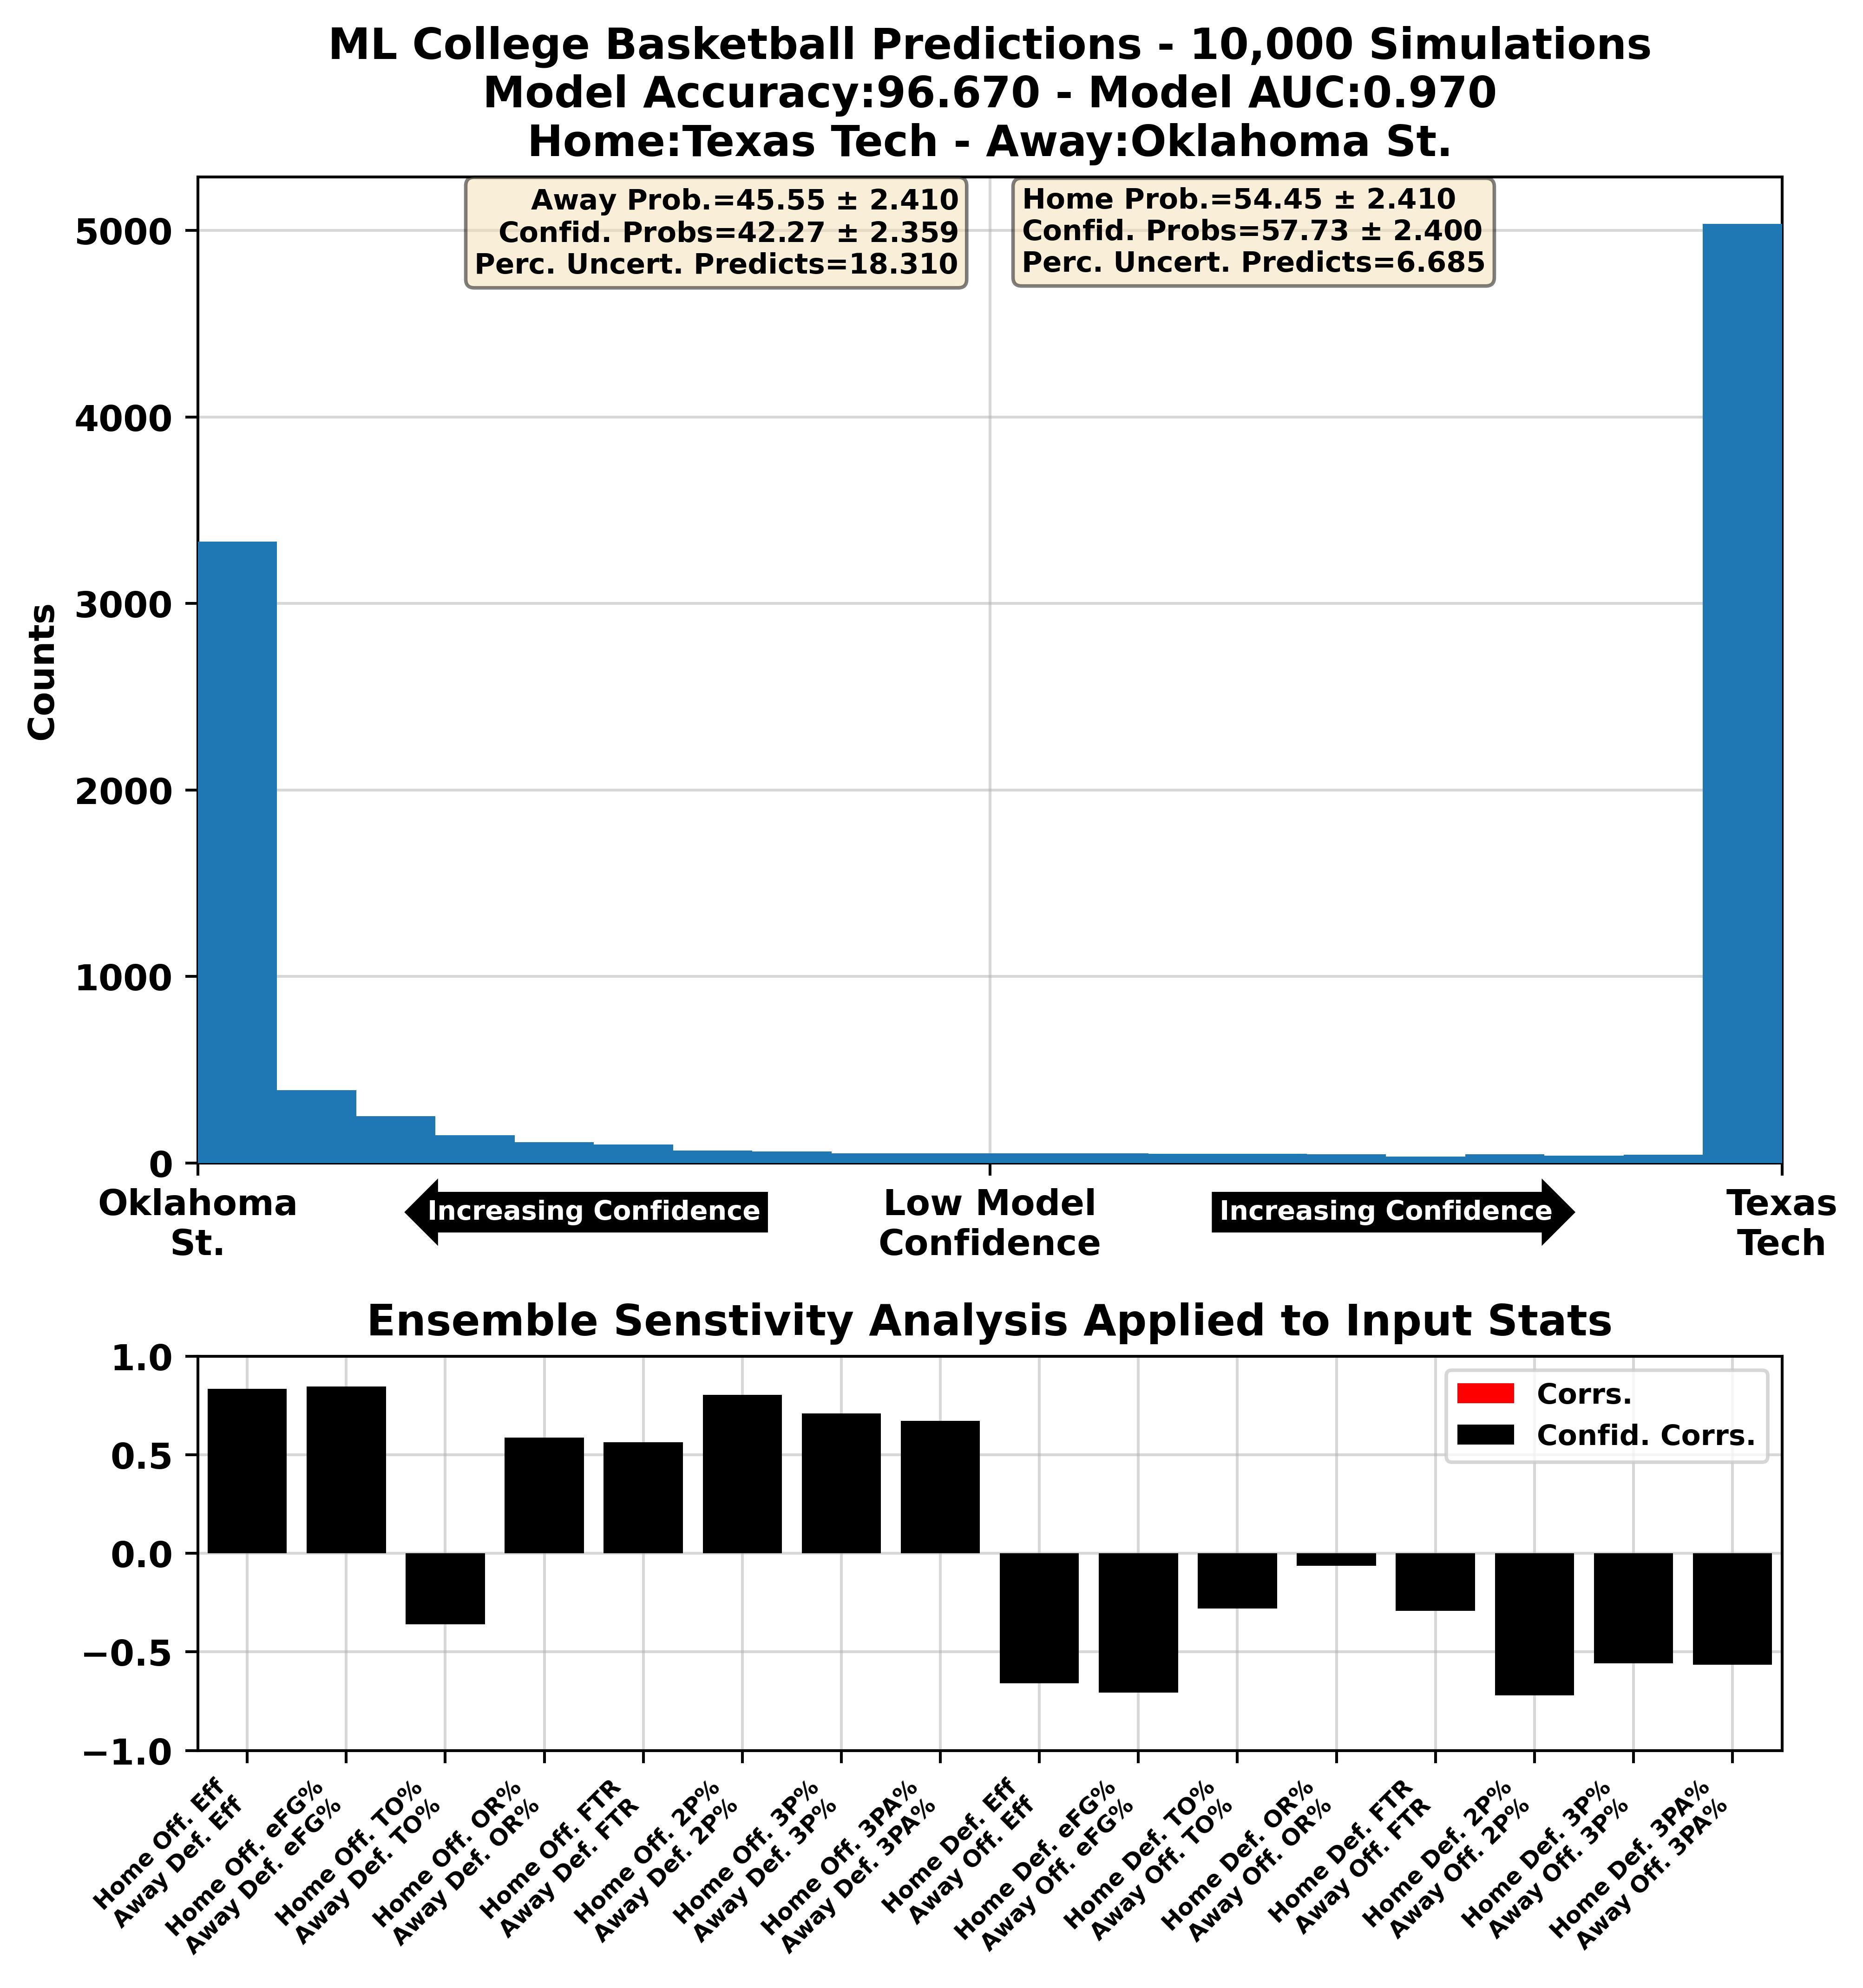 ML College Basketball Predictions - 10,000 Simulations
Model Accuracy:96.670 - Model AUC:0.970
Home:Texas Tech - Away:Oklahoma St.
Away Prob.=45.55 ± 2.410
Confid. Probs=42.27 ± 2.359
Perc. Uncert. Predicts=18.310
Home Prob.=54.45 ± 2.410
Confid. Probs=57.73 ± 2.400
Perc. Uncert. Predicts=6.685
5000
4000
3000
2000
1000
0
Counts
Oklahoma
St.
Increasing Confidence
Low Model
Confidence
Increasing Confidence
Texas
Tech
Ensemble Senstivity Analysis Applied to Input Stats
1.0
0.5
0.0
−0.5
−1.0
Corrs.
Confid. Corrs.
Home Off. Eff
Away Def. Eff
Home Off. eFG%
Away Def. eFG%
Home Off. TO%
Away Def. TO%
Home Off. OR%
Away Def. OR%
Home Off. FTR
Away Def. FTR
Home Off. 2P%
Away Def. 2P%
Home Off. 3P%
Away Def. 3P%
Home Off. 3PA%
Away Def. 3PA%
Home Def. Eff
Away Off. Eff
Home Def. eFG%
Away Off. eFG%
Home Def. TO%
Away Off. TO%
Home Def. OR%
Away Off. OR%
Home Def. FTR
Away Off. FTR
Home Def. 2P%
Away Off. 2P%
Home Def. 3P%
Away Off. 3P%
Home Def. 3PA%
Away Off. 3PA%